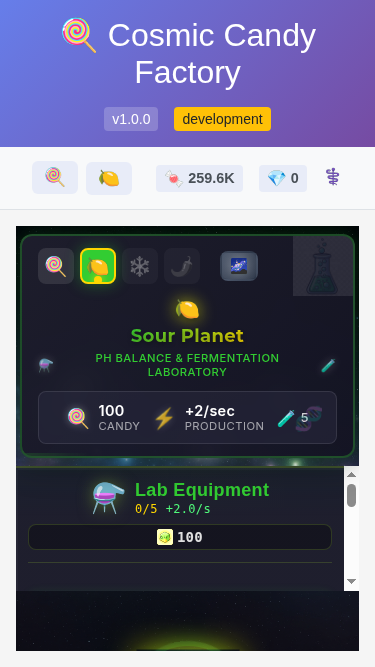 Cosmic Candy
Factory
v1.0.0 development
259.6K 0
Sour Planet
PH BALANCE & FERMENTATION
LABORATORY
100 +2/sec 5
CANDY PRODUCTION
Lab Equipment
0/5 +2.0/s
100